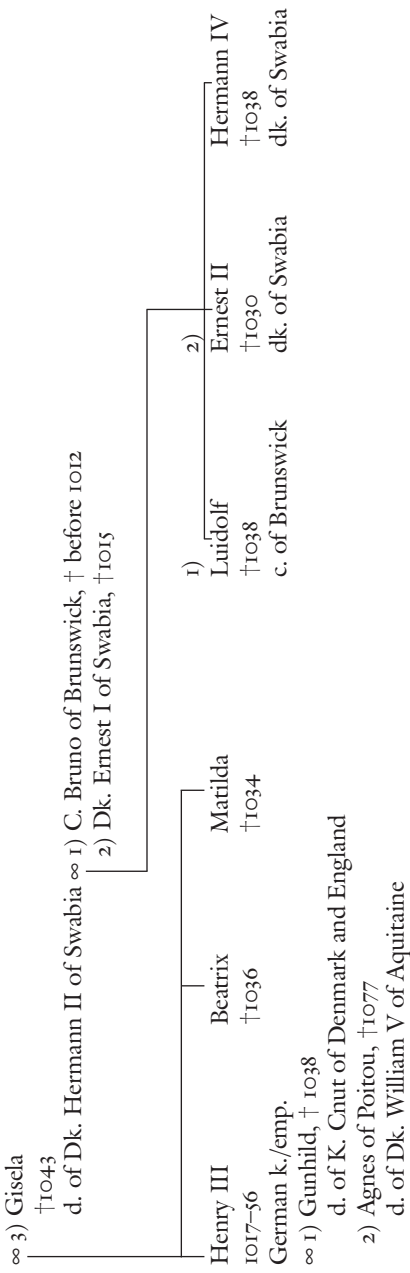 ∞ 3) Gisela
†1043
d. of Dk. Hermann II of Swabia ∞ 1) C. Bruno of Brunswick, † before 1012
2) Dk. Ernest I of Swabia, †1015
Henry III
1017–56
German k./emp.
∞ 1) Gunhild, † 1038
d. of K. Cnut of Denmark and England
2) Agnes of Poitou, †1077
d. of Dk. William V of Aquitaine
Beatrix
†1036
Matilda
†1034
1)
Luidolf
†1038
c. of Brunswick
2)
Ernest II
†1030
dk. of Swabia
Hermann IV
†1038
dk. of Swabia